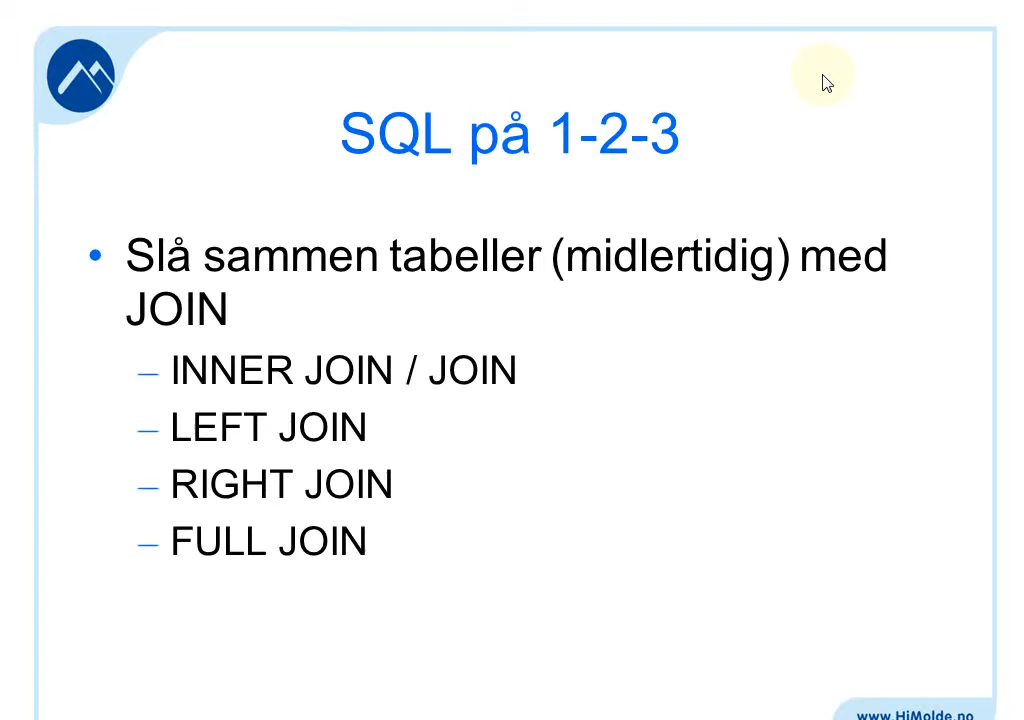 SQL på 1-2-3
• Slå sammen tabeller (midlertidig) med
JOIN
– INNER JOIN / JOIN
– LEFT JOIN
– RIGHT JOIN
– FULL JOIN
www.HiMolde.no